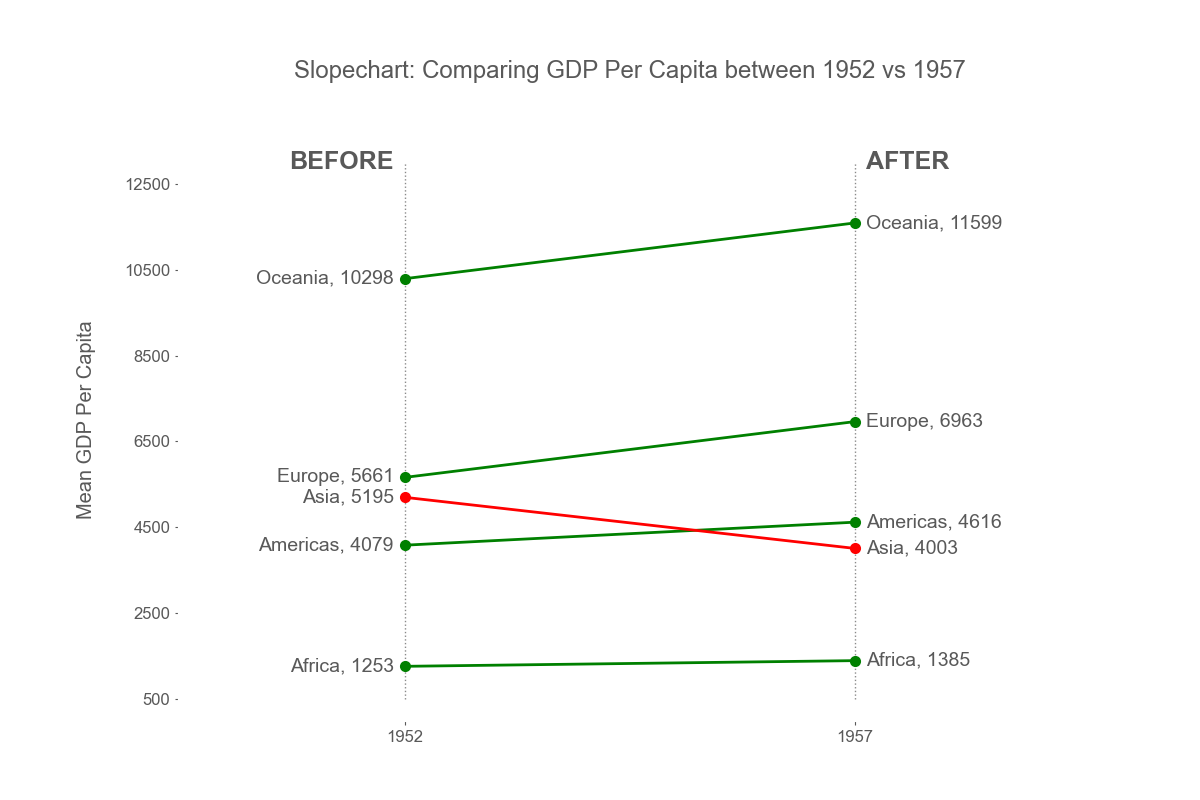 Slopechart: Comparing GDP Per Capita between 1952 vs 1957
BEFORE
AFTER
12500
Oceania, 11599
10500
Oceania, 10298
8500
Mean GDP Per Capita
6500
Europe, 6963
Europe, 5661
Asia, 5195
4500
Americas, 4616
Americas, 4079
Asia, 4003
2500
Africa, 1253
Africa, 1385
500
1952
1957